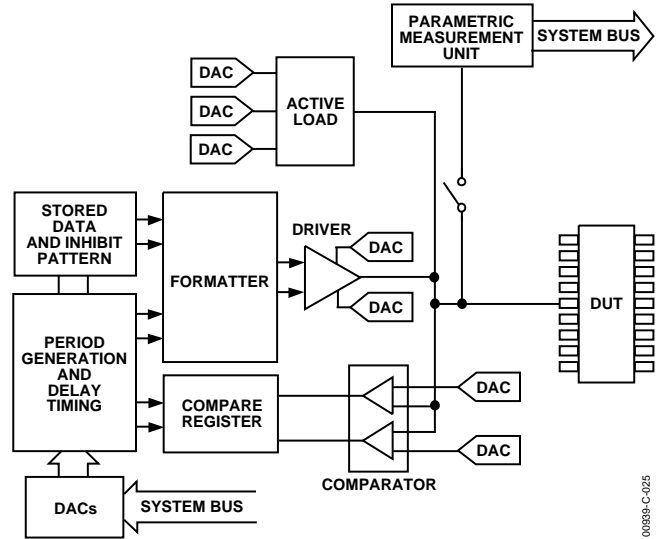 PARAMETRIC
MEASUREMENT
UNIT
SYSTEM BUS
DAC
DAC
DAC
ACTIVE
LOAD
STORED
DATA
AND INHIBIT
PATTERN
FORMATTER
DRIVER
DAC
DAC
DUT
PERIOD
GENERATION
AND
DELAY
TIMING
COMPARE
REGISTER
DAC
DAC
COMPARATOR
DACs
SYSTEM BUS
00939-C-025